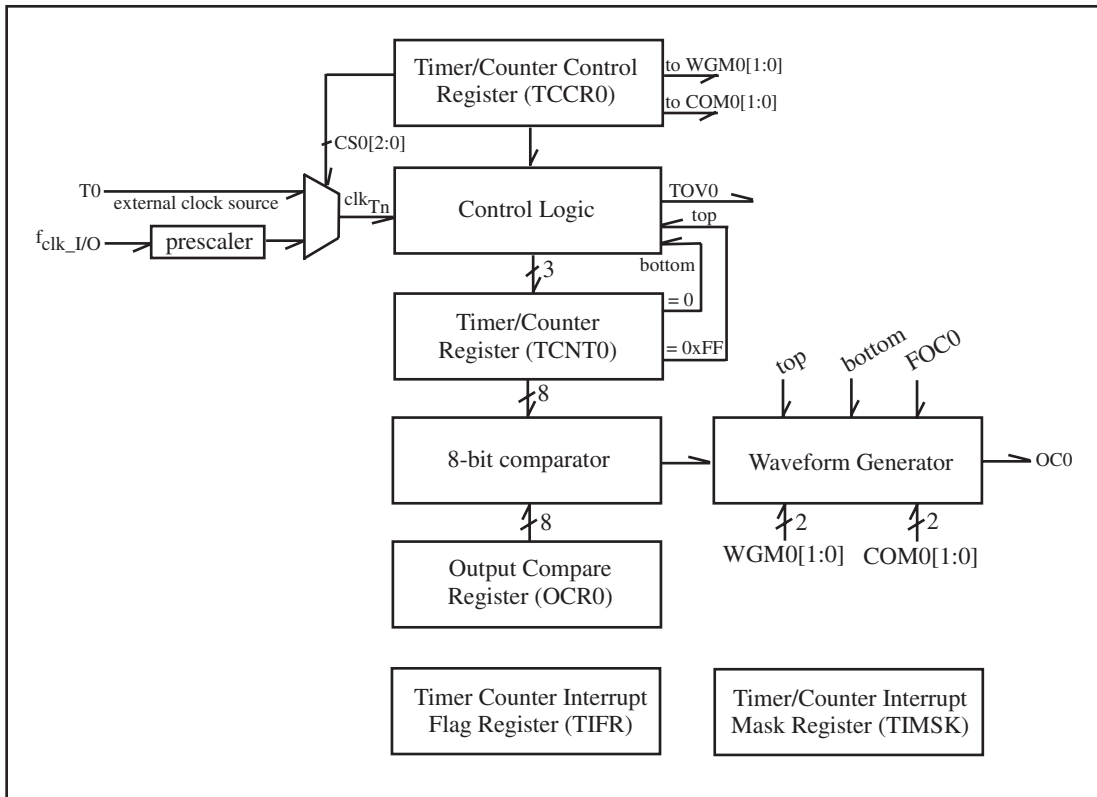 Timer/Counter Control
Register (TCCR0)
to WGM0[1:0]
to COM0[1:0]
CS0[2:0]
T0
external clock source
f clk_I/O
prescaler
clk Tn
Control Logic
TOV0
top
bottom
3
Timer/Counter
Register (TCNT0)
= 0
= 0xFF
8
8-bit comparator
top
bottom
FOC0
Waveform Generator
OC0
8
2
2
WGM0[1:0]
COM0[1:0]
Output Compare
Register (OCR0)
Timer Counter Interrupt
Flag Register (TIFR)
Timer/Counter Interrupt
Mask Register (TIMSK)